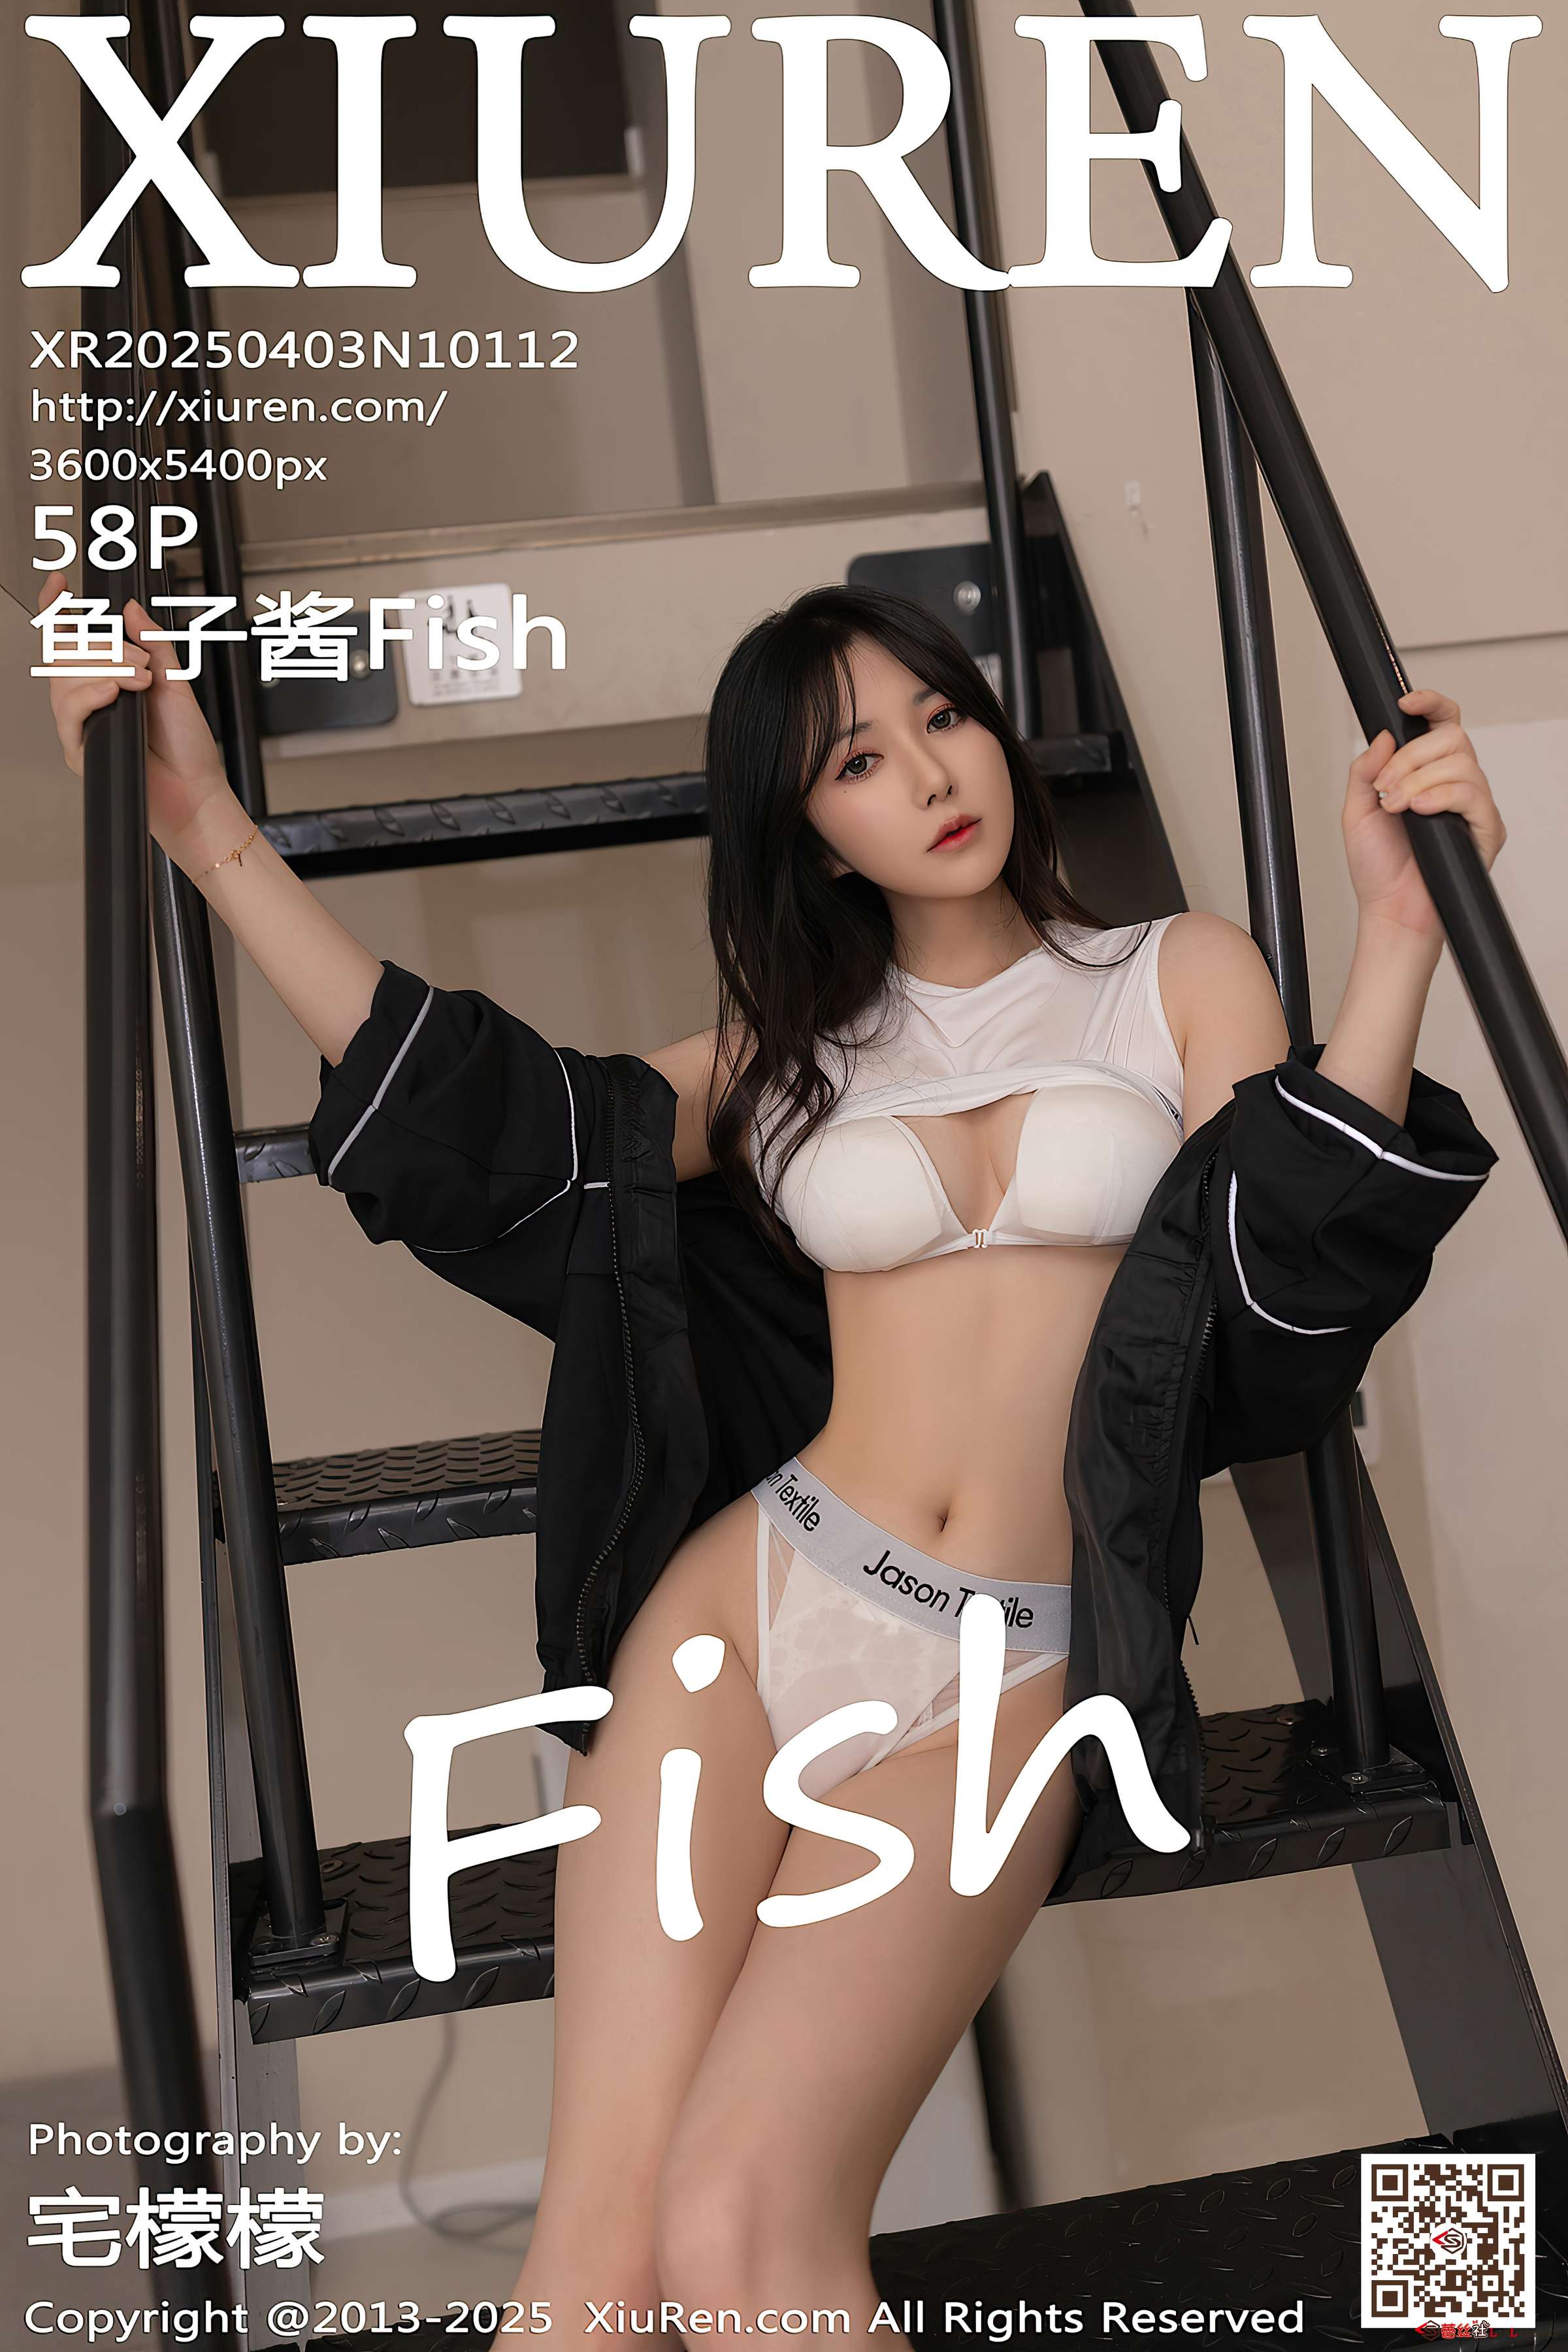 XIUREN
XR20250403N10112
http://xiuren.com/
3600x5400px
58P
鱼子酱Fish
on Textile
Jason Textile
Fish
Photography by:
宅檬檬
Copyright @2013-2025 XiuRen.com All Rights Reserved